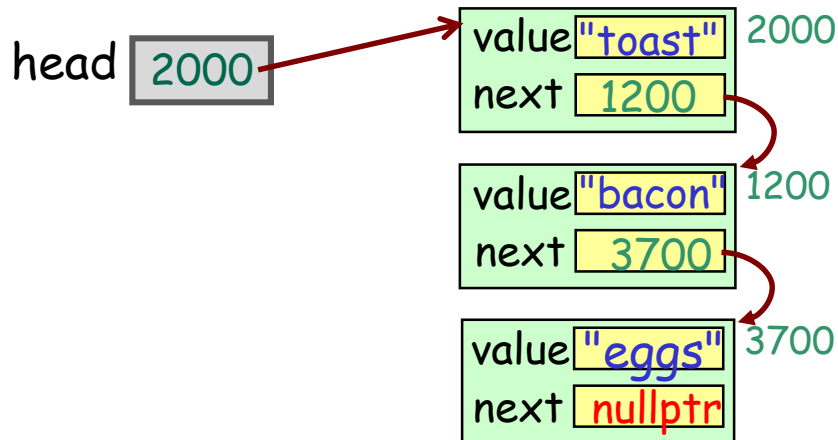 head 2000
value "toast" 2000
next 1200
value "bacon" 1200
next 3700
value "eggs" 3700
next nullptr